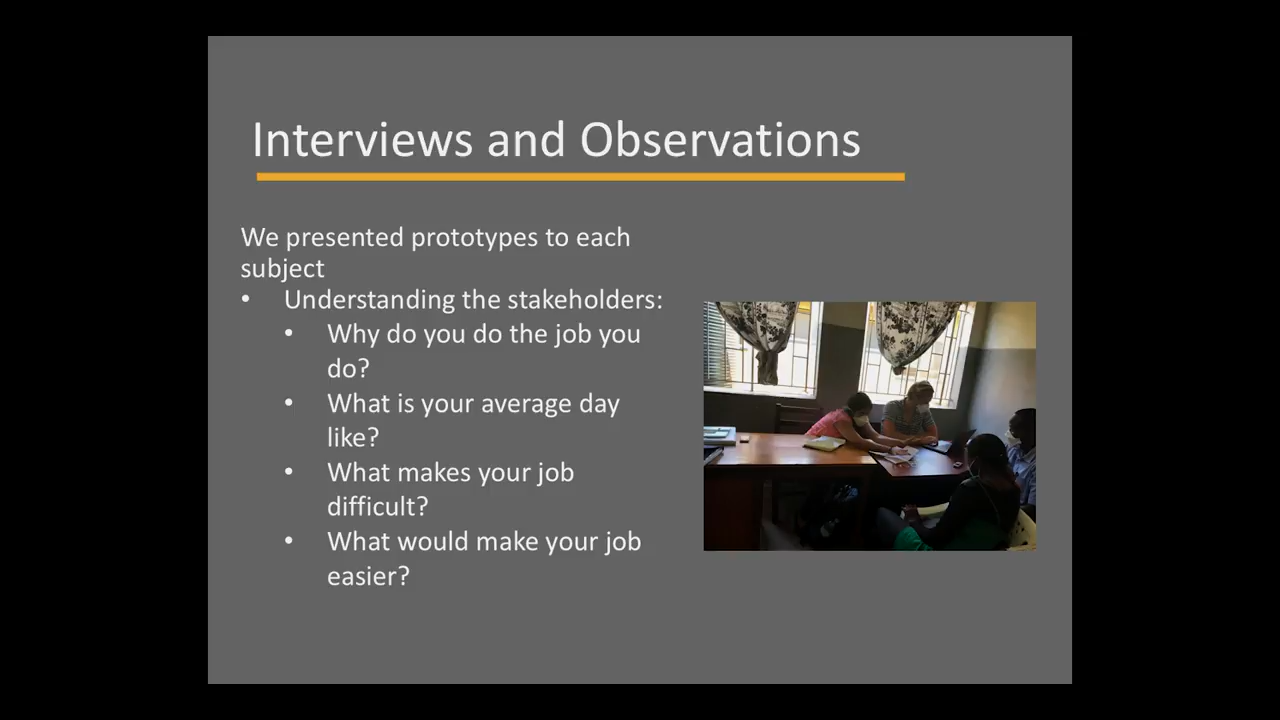 Interviews and Observations
We presented prototypes to each
subject
• Understanding the stakeholders:
• Why do you do the job you
do?
• What is your average day
like?
• What makes your job
difficult?
• What would make your job
easier?